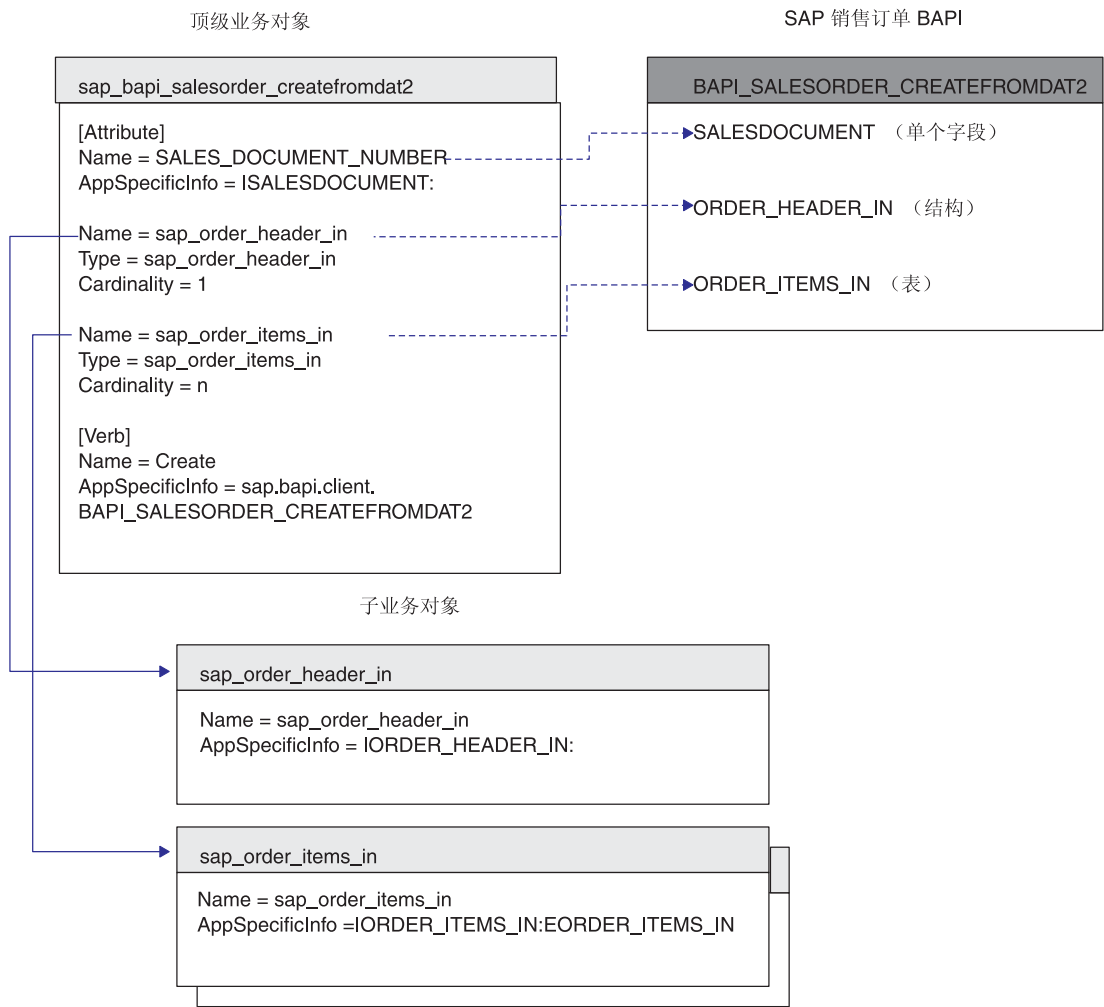 顶级业务对象
SAP 销售订单 BAPI
sap_bapi_salesorder_createfromdat2
[Attribute]
Name = SALES_DOCUMENT_NUMBER
AppSpecificInfo = ISALESDOCUMENT:
Name = sap_order_header_in
Type = sap_order_header_in
Cardinality = 1
Name = sap_order_items_in
Type = sap_order_items_in
Cardinality = n
[Verb]
Name = Create
AppSpecificInfo = sap.bapi.client.
BAPI_SALESORDER_CREATEFROMDAT2
BAPI_SALESORDER_CREATEFROMDAT2
SALESDOCUMENT （单个字段）
ORDER_HEADER_IN （结构）
ORDER_ITEMS_IN （表）
子业务对象
sap_order_header_in
Name = sap_order_header_in
AppSpecificInfo = IORDER_HEADER_IN:
sap_order_items_in
Name = sap_order_items_in
AppSpecificInfo =IORDER_ITEMS_IN:EORDER_ITEMS_IN